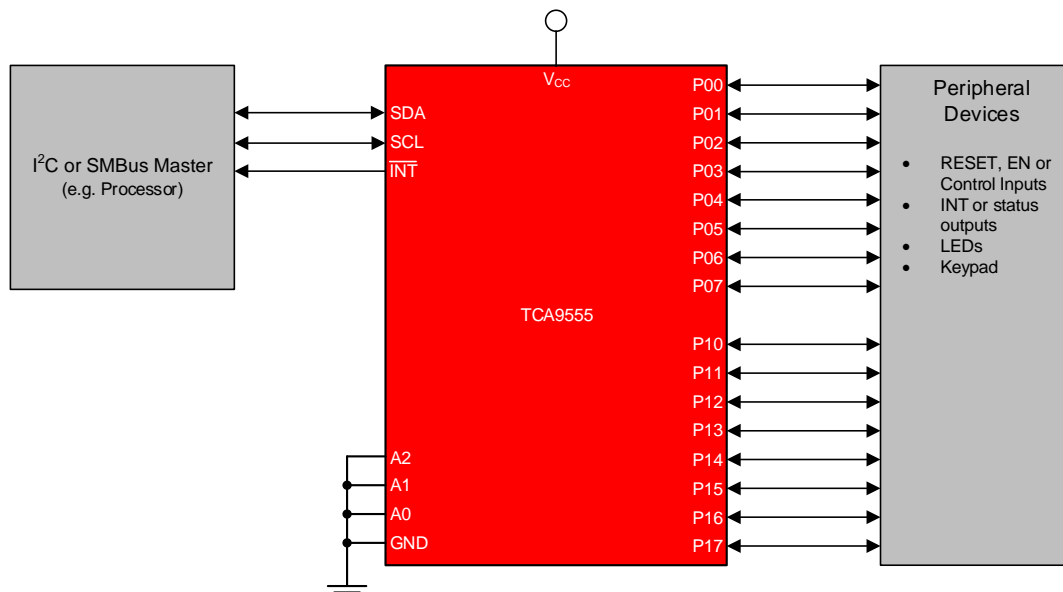 I²C or SMBus Master
(e.g. Processor)
V_CC
SDA
SCL
I̅N̅T̅
TCA9555
A2
A1
A0
GND
P00
P01
P02
P03
P04
P05
P06
P07
P10
P11
P12
P13
P14
P15
P16
P17
Peripheral
Devices
• RESET, EN or
Control Inputs
• INT or status
outputs
• LEDs
• Keypad